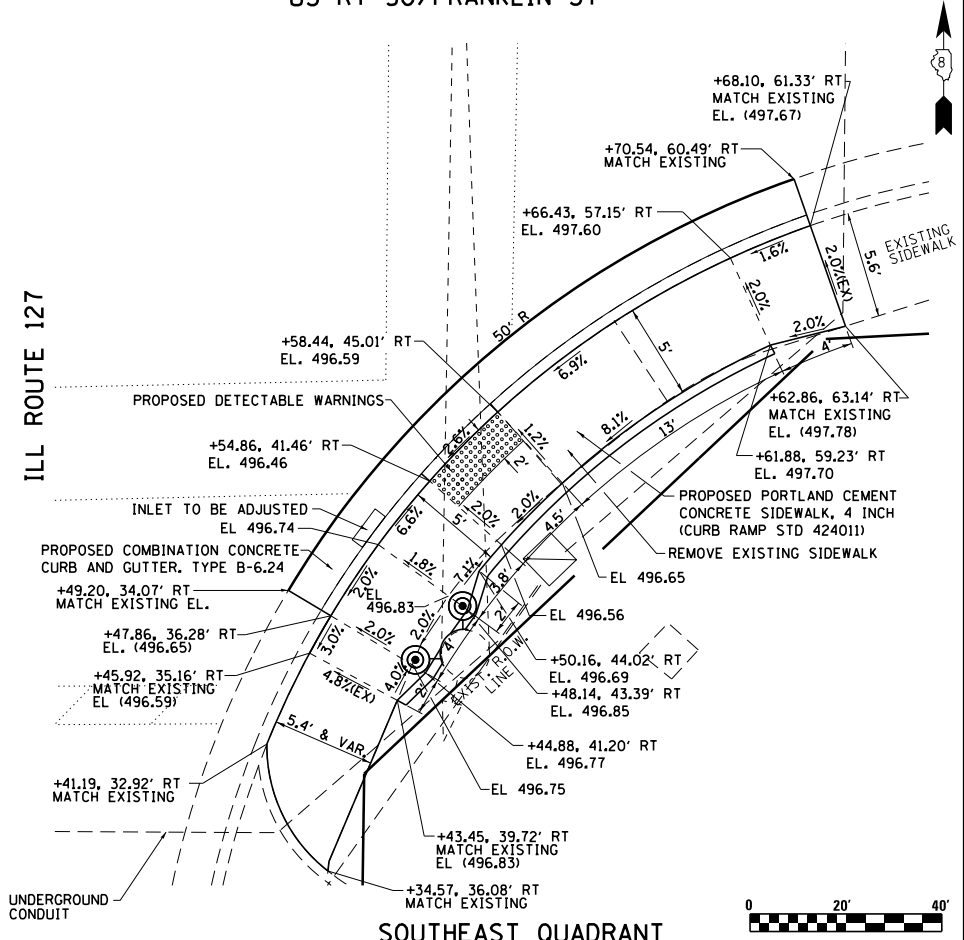 8
+68.10, 61.33' RT
MATCH EXISTING
EL. (497.67)
+70.54, 60.49' RT
MATCH EXISTING
+66.43, 57.15' RT
EL. 497.60
1.6%
2.0%(EX)
5.6'
EXISTING
SIDEWALK
2.0%
2.0%
4'
50' R
ILL ROUTE 127
+58.44, 45.01' RT
EL. 496.59
6.9%
5'
PROPOSED DETECTABLE WARNINGS
8.1%
13'
+62.86, 63.14' RT
MATCH EXISTING
EL. (497.78)
2.6%
1.2%
2'
+54.86, 41.46' RT
EL. 496.46
+61.88, 59.23' RT
EL. 497.70
INLET TO BE ADJUSTED
EL 496.74
6.6%
5'
2.0%
2.0%
4.5'
PROPOSED PORTLAND CEMENT
CONCRETE SIDEWALK, 4 INCH
(CURB RAMP STD 424011)
REMOVE EXISTING SIDEWALK
PROPOSED COMBINATION CONCRETE
CURB AND GUTTER, TYPE B-6.24
1.8%
7.1%
3.8'
EL 496.65
+49.20, 34.07' RT
MATCH EXISTING EL.
2.0%
EL
496.83
2.0%
2'
EL 496.56
+47.86, 36.28' RT
EL. (496.65)
2.0%
3.0%
4'
EXIST. R.O.W.
LINE
+50.16, 44.02' RT
EL. 496.69
+45.92, 35.16' RT
MATCH EXISTING
EL (496.59)
4.8%(EX)
4.0%
2'
+48.14, 43.39' RT
EL. 496.85
5.4' & VAR.
+44.88, 41.20' RT
EL. 496.77
+41.19, 32.92' RT
MATCH EXISTING
EL 496.75
+43.45, 39.72' RT
MATCH EXISTING
EL (496.83)
UNDERGROUND
CONDUIT
+34.57, 36.08' RT
MATCH EXISTING
0 20' 40'
SOUTHEAST QUADRANT